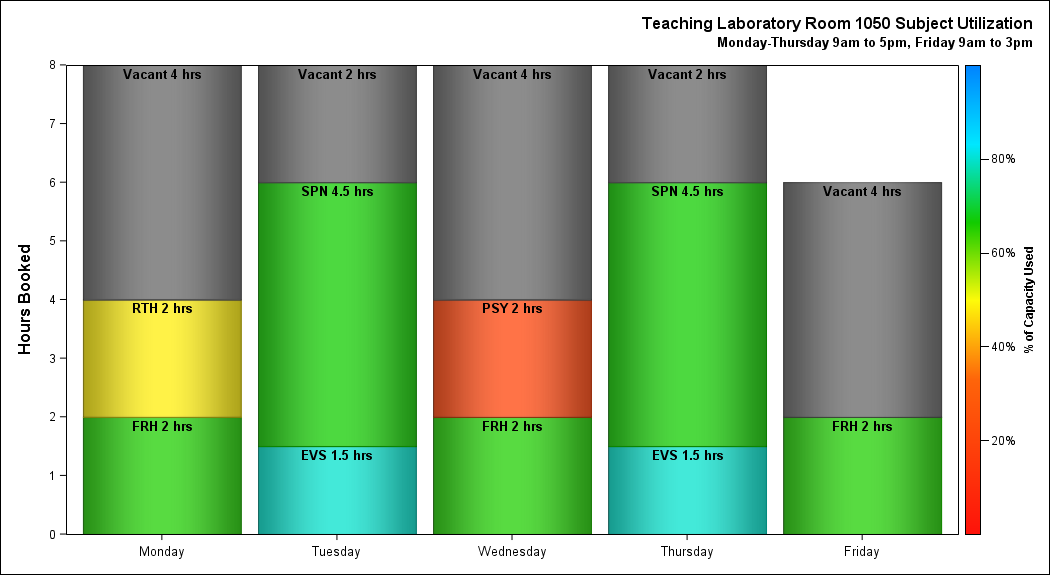 Teaching Laboratory Room 1050 Subject Utilization
Monday-Thursday 9am to 5pm, Friday 9am to 3pm
Hours Booked
8
7
6
5
4
3
2
1
0
Vacant 4 hrs
RTH 2 hrs
FRH 2 hrs
Vacant 2 hrs
SPN 4.5 hrs
EVS 1.5 hrs
Vacant 4 hrs
PSY 2 hrs
FRH 2 hrs
Vacant 2 hrs
SPN 4.5 hrs
EVS 1.5 hrs
Vacant 4 hrs
FRH 2 hrs
Monday Tuesday Wednesday Thursday Friday
80%
60%
40%
20%
% of Capacity Used